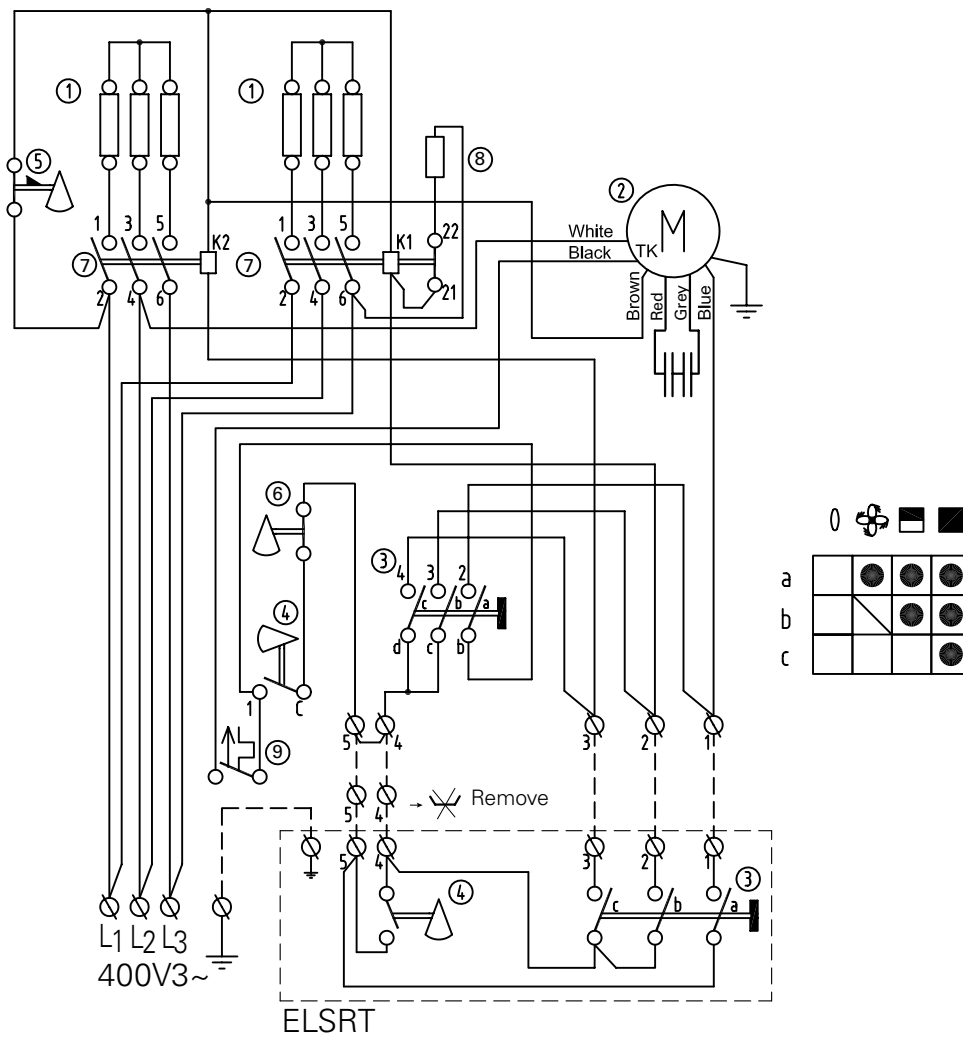 1
1
8
5
2
1 3 5
K2
1 3 5
K1
22
White
Black
TK
M
7
7
2 4 6
2 4 6
21
Brown
Red
Grey
Blue
6
3
4 3 2
c b a
a
b
c
4
d c b
1 C
9
5 4
3 2 1
5 4
Remove
5 4
3 2 1
3
4
c b a
L1 L2 L3
400V3~
ELSRT